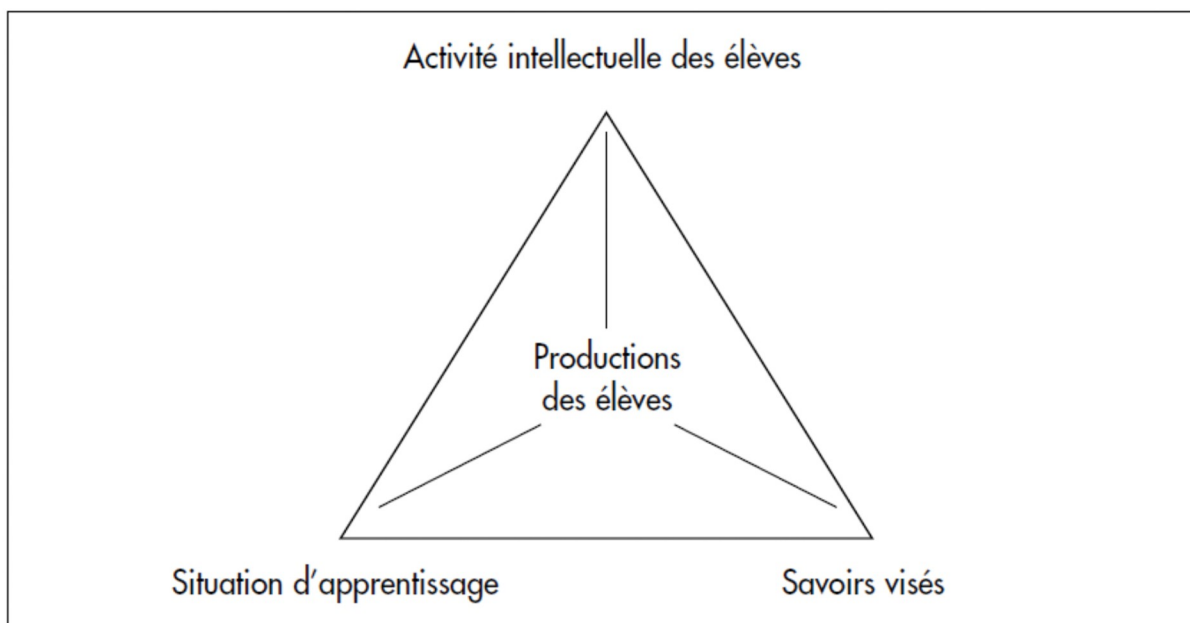 Activité intellectuelle des élèves
Productions
des élèves
Situation d’apprentissage
Savoirs visés